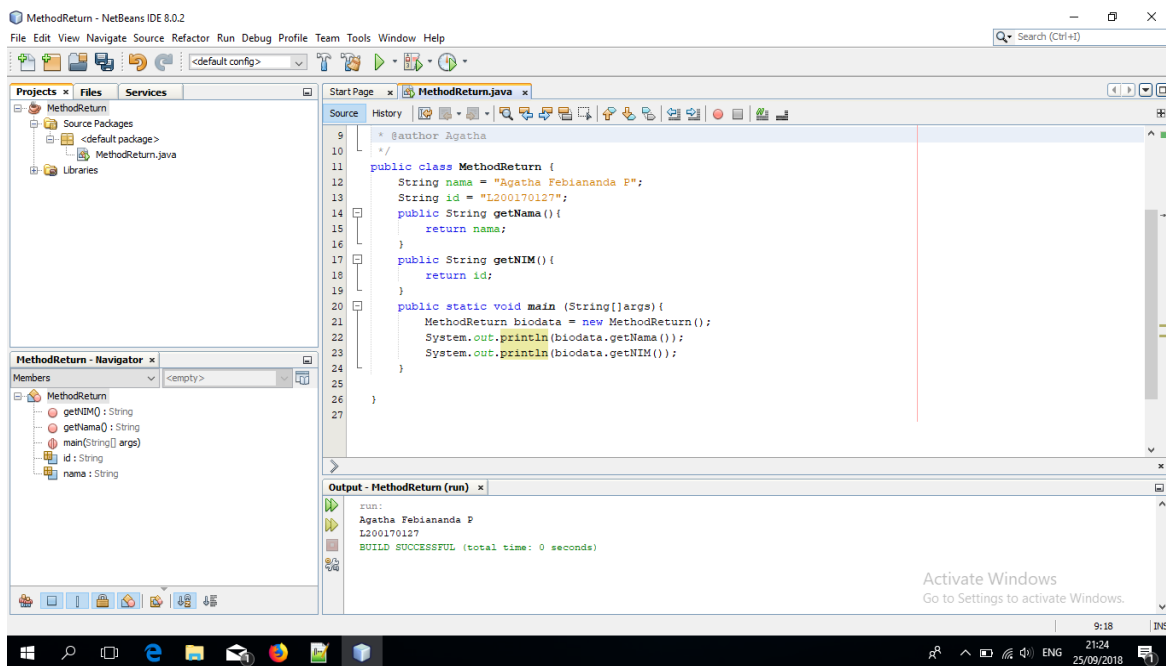 MethodReturn - NetBeans IDE 8.0.2
File Edit View Navigate Source Refactor Run Debug Profile Team Tools Window Help
Search (Ctrl+I)
<default config>
Projects Files Services
MethodReturn
Source Packages
<default package>
MethodReturn.java
Libraries
Start Page MethodReturn.java
Source History
9 * @author Agatha
10 */
11 public class MethodReturn {
12 String nama = "Agatha Febiananda P";
13 String id = "L200170127";
14 public String getNama(){
15 return nama;
16 }
17 public String getNIM(){
18 return id;
19 }
20 public static void main (String[]args){
21 MethodReturn biodata = new MethodReturn();
22 System.out.println(biodata.getNama());
23 System.out.println(biodata.getNIM());
24 }
25
26 }
27
MethodReturn - Navigator
Members <empty>
MethodReturn
getNIM() : String
getNama() : String
main(String[] args)
id : String
nama : String
Output - MethodReturn (run)
run:
Agatha Febiananda P
L200170127
BUILD SUCCESSFUL (total time: 0 seconds)
Activate Windows
Go to Settings to activate Windows.
9:18 INS
ENG
21:24
25/09/2018